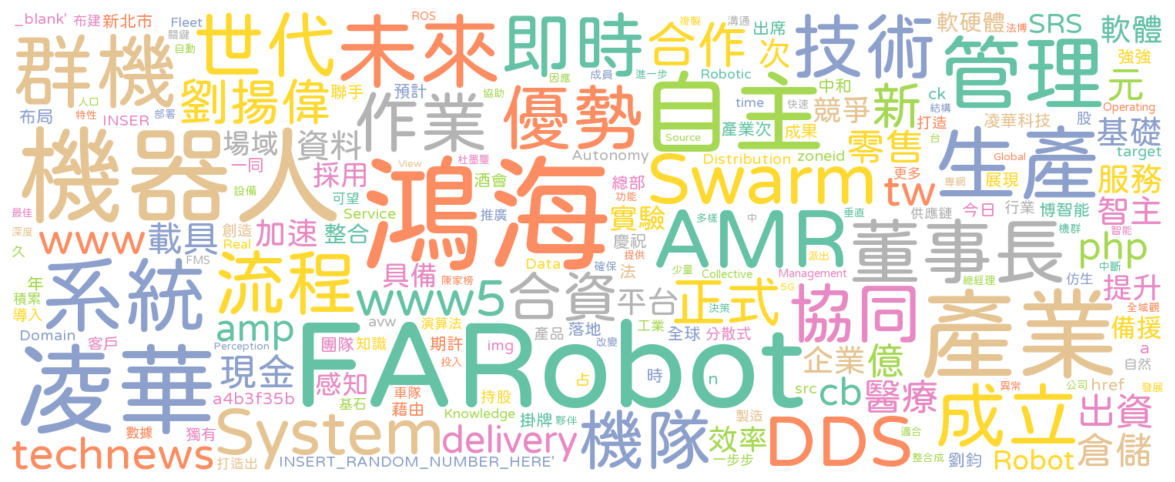 _blank' 布建 新北市 Fleet ROS 複製 溝通 出席 軟硬體 法博 SRS 軟體
關鍵 自動 世代 未來 即時 合作 次 技術 管理 強強
群機 劉揚偉 聯手 預計 因應 成員 進一步 Robotic 元
人口 特性 INSER 部署 作業 優勢 協助 time 快速 中和 競爭 新 ck 結構 Operating
布局 場域 資料 自主 Source 產業次 成果 打造 凌華科技 股 台 基礎
機器人 一同 採用 View 杜墨璽 Autonomy Distribution zoneid 零售 更多 Global target
設備 可望 酒會 鴻海 總部 功能 Swarm tw 專網 展現 生產 服務
最佳 深度 久 www 載具 創造 Real Service 加速 整合 推廣 實驗 慶祝 提供 AMR 多樣 中 垂直 供應鏈 今日 行業 博智能 機群 智能 智主
系統 FMS 流程 具備 陳家榜 Data 確保 法 少量 Collective 派出 Management 董事長 總經理 php 仿生 中斷 提升
年 積累 導入 www5 合資 平台 正式 5G 決策 協同 產業 全域觀 備援
Domain 客戶 amp avw 演算法 產品 落地 工業 全球 分散式 a 自然
凌華 Perception 團隊 知識 期許 img 改變 FARobot 企業 億
現金 a4b3f35b 感知 基石 車隊 藉由 投入 持股 占 時 n src cb 醫療 異常 公司 href 發展
technews 數據 獨有 System Knowledge 掛牌 夥伴 delivery 機隊 製造 效率 DDS 適合 成立 出資
打造出 INSERT_RANDOM_NUMBER_HERE' 一步步 整合成 劉鈞 Robot 倉儲